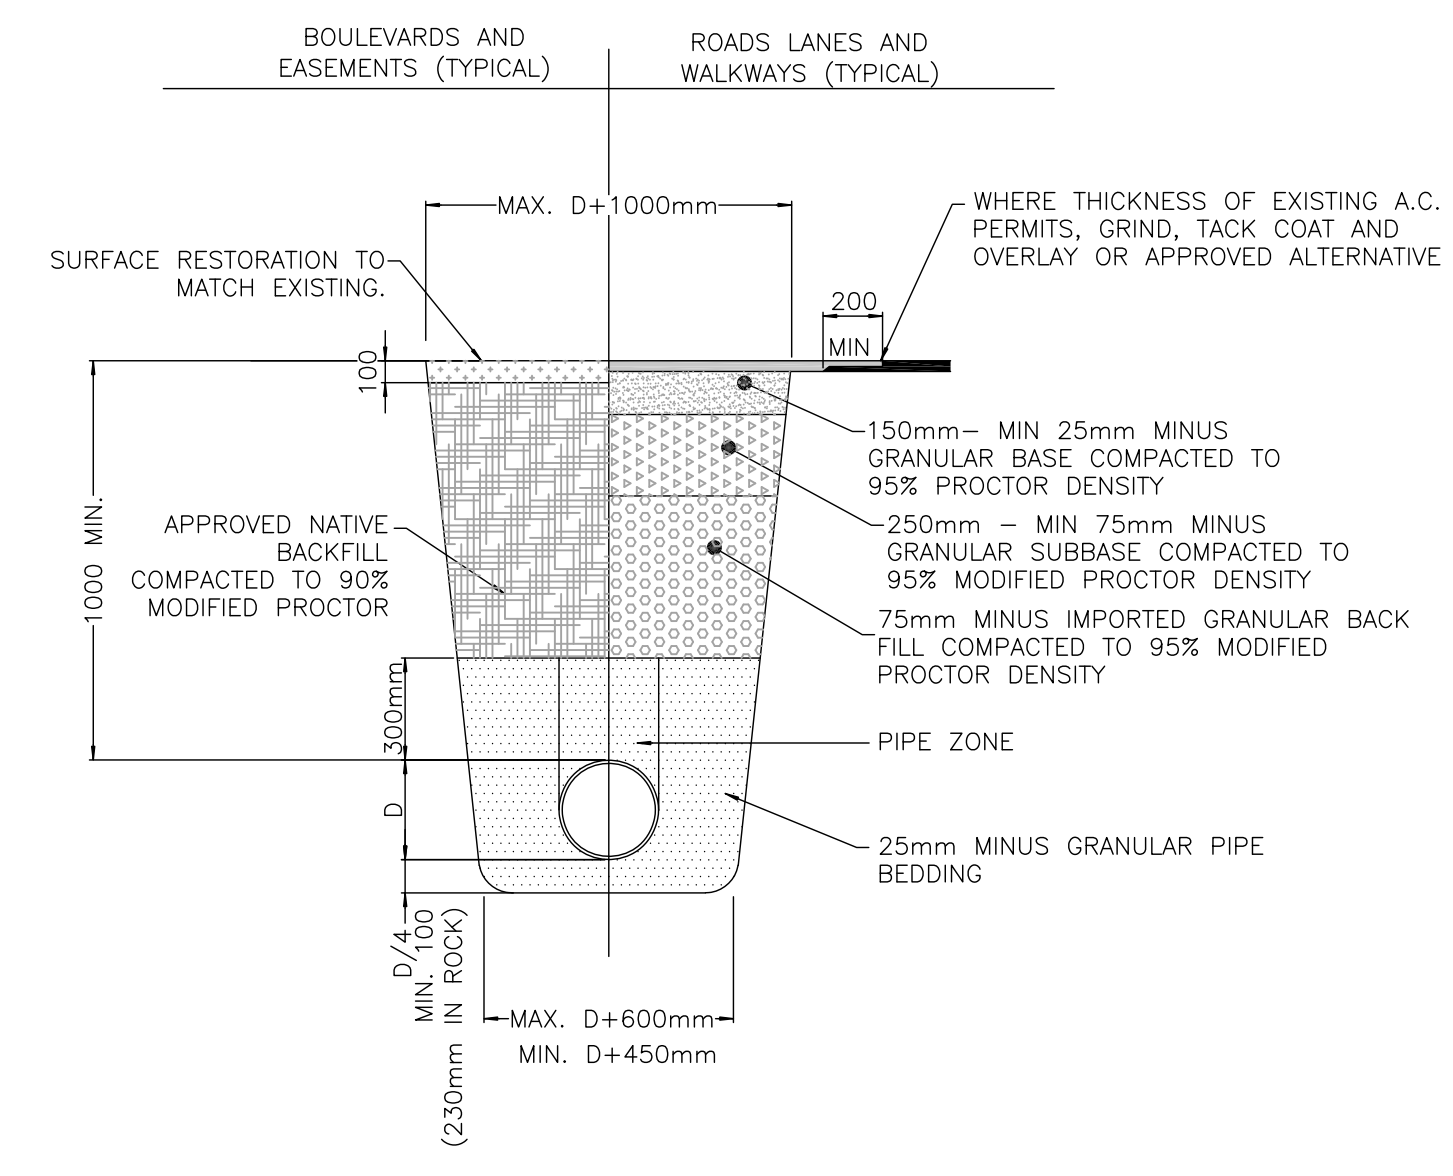 BOULEVARDS AND
EASEMENTS (TYPICAL)
ROADS LANES AND
WALKWAYS (TYPICAL)
MAX. D+1000mm
WHERE THICKNESS OF EXISTING A.C.
PERMITS, GRIND, TACK COAT AND
OVERLAY OR APPROVED ALTERNATIVE
SURFACE RESTORATION TO
MATCH EXISTING.
200
MIN
100
1000 MIN.
150mm- MIN 25mm MINUS
GRANULAR BASE COMPACTED TO
95% PROCTOR DENSITY
APPROVED NATIVE
BACKFILL
COMPACTED TO 90%
MODIFIED PROCTOR
250mm - MIN 75mm MINUS
GRANULAR SUBBASE COMPACTED TO
95% MODIFIED PROCTOR DENSITY
75mm MINUS IMPORTED GRANULAR BACK
FILL COMPACTED TO 95% MODIFIED
PROCTOR DENSITY
300mm
PIPE ZONE
D
25mm MINUS GRANULAR PIPE
BEDDING
D/4
MIN. 100
(230mm IN ROCK)
MAX. D+600mm
MIN. D+450mm